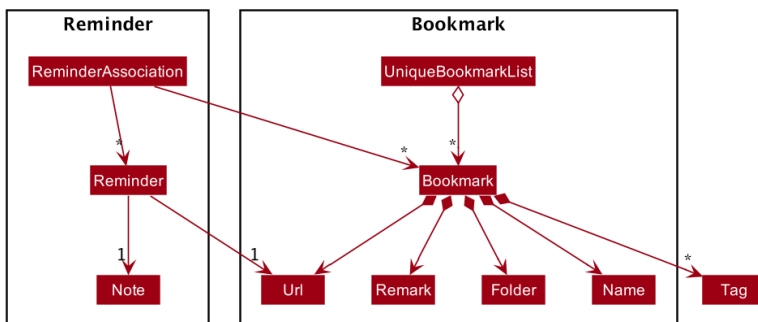 Reminder
Bookmark
ReminderAssociation
UniqueBookmarkList
*
*
*
Reminder
Bookmark
1
1
*
Note
Url
Remark
Folder
Name
Tag